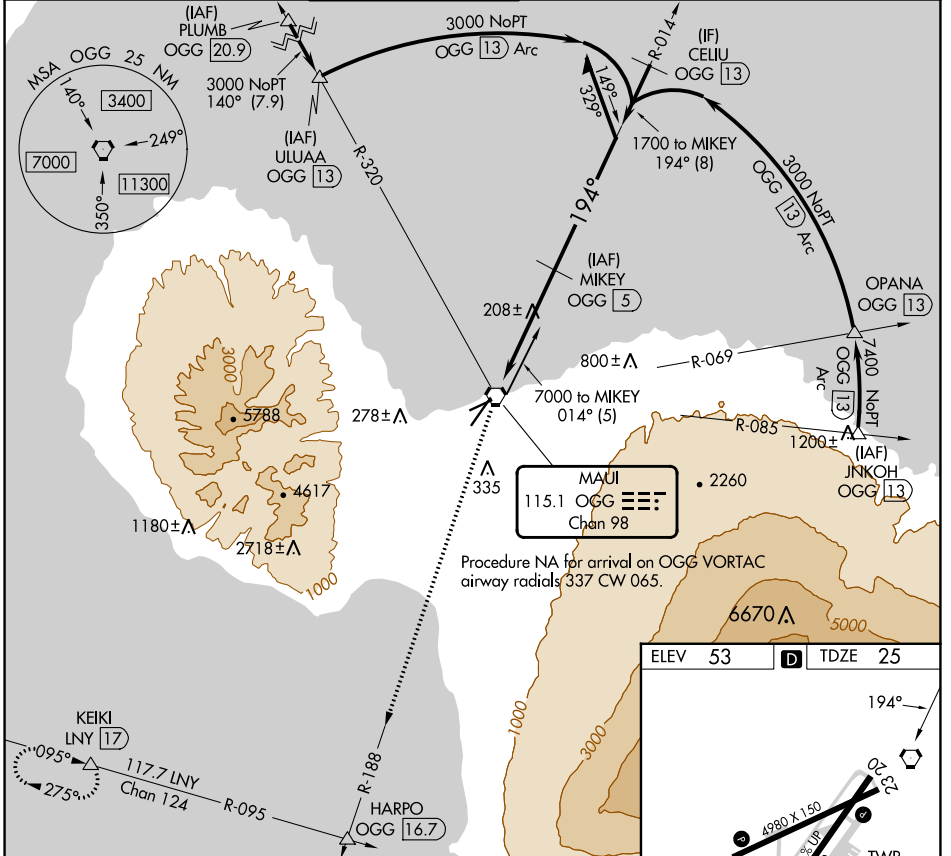 (IAF)
PLUMB
OGG 20.9
3000 NoPT
140° (7.9)
(IAF)
ULUAA
OGG 13
3000 NoPT
OGG 13 Arc
R-014
(IF)
CELIU
OGG 13
149°
329°
1700 to MIKEY
194° (8)
MSA OGG 25 NM
140°
3400
249°
7000
11300
350°
R-320
194°
3000 NoPT
OGG 13 Arc
(IAF)
MIKEY
OGG 5
OPANA
OGG 13
208±
800±
R-069
7400 NoPT
OGG 13
Arc
3000
5788
278±
7000 to MIKEY
014° (5)
R-085
1200±
(IAF)
JNKOH
OGG 13
335
4617
MAUI
115.1 OGG
Chan 98
2260
1180±
2718±
1000
Procedure NA for arrival on OGG VORTAC
airway radials 337 CW 065.
6670
5000
1000
3000
ELEV 53 D TDZE 25
194°
KEIKI
LNY 17
095°
275°
117.7 LNY
Chan 124
R-095
R-188
HARPO
OGG 16.7
23 20
4980 X 150
P
P
% UP
TWR